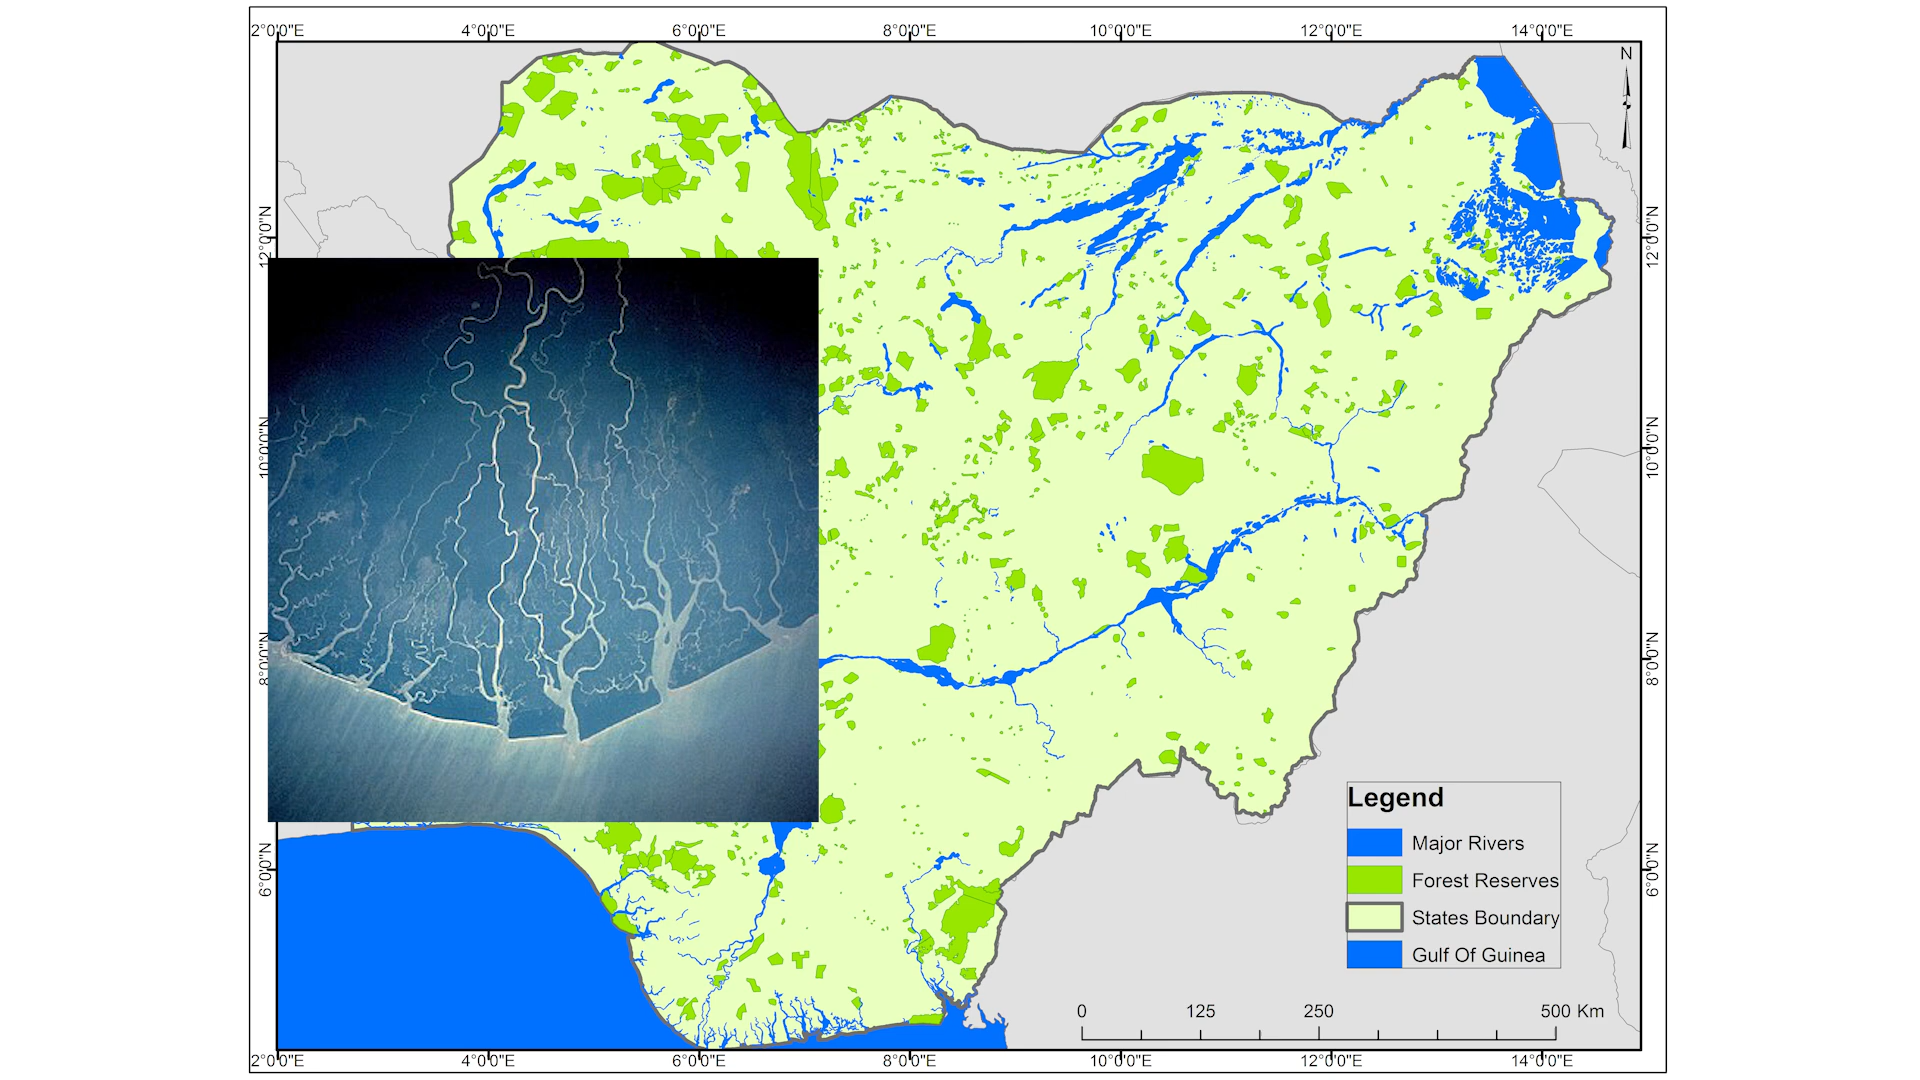 2°0'0"E 4°0'0"E 6°0'0"E 8°0'0"E 10°0'0"E 12°0'0"E 14°0'0"E
N
12°0'0"N 12°0'0"N
10°0'0"N 10°0'0"N
8°0'0"N 8°0'0"N
6°0'0"N 6°0'0"N
Legend
Major Rivers
Forest Reserves
States Boundary
Gulf Of Guinea
0 125 250 500 Km
2°0'0"E 4°0'0"E 6°0'0"E 8°0'0"E 10°0'0"E 12°0'0"E 14°0'0"E